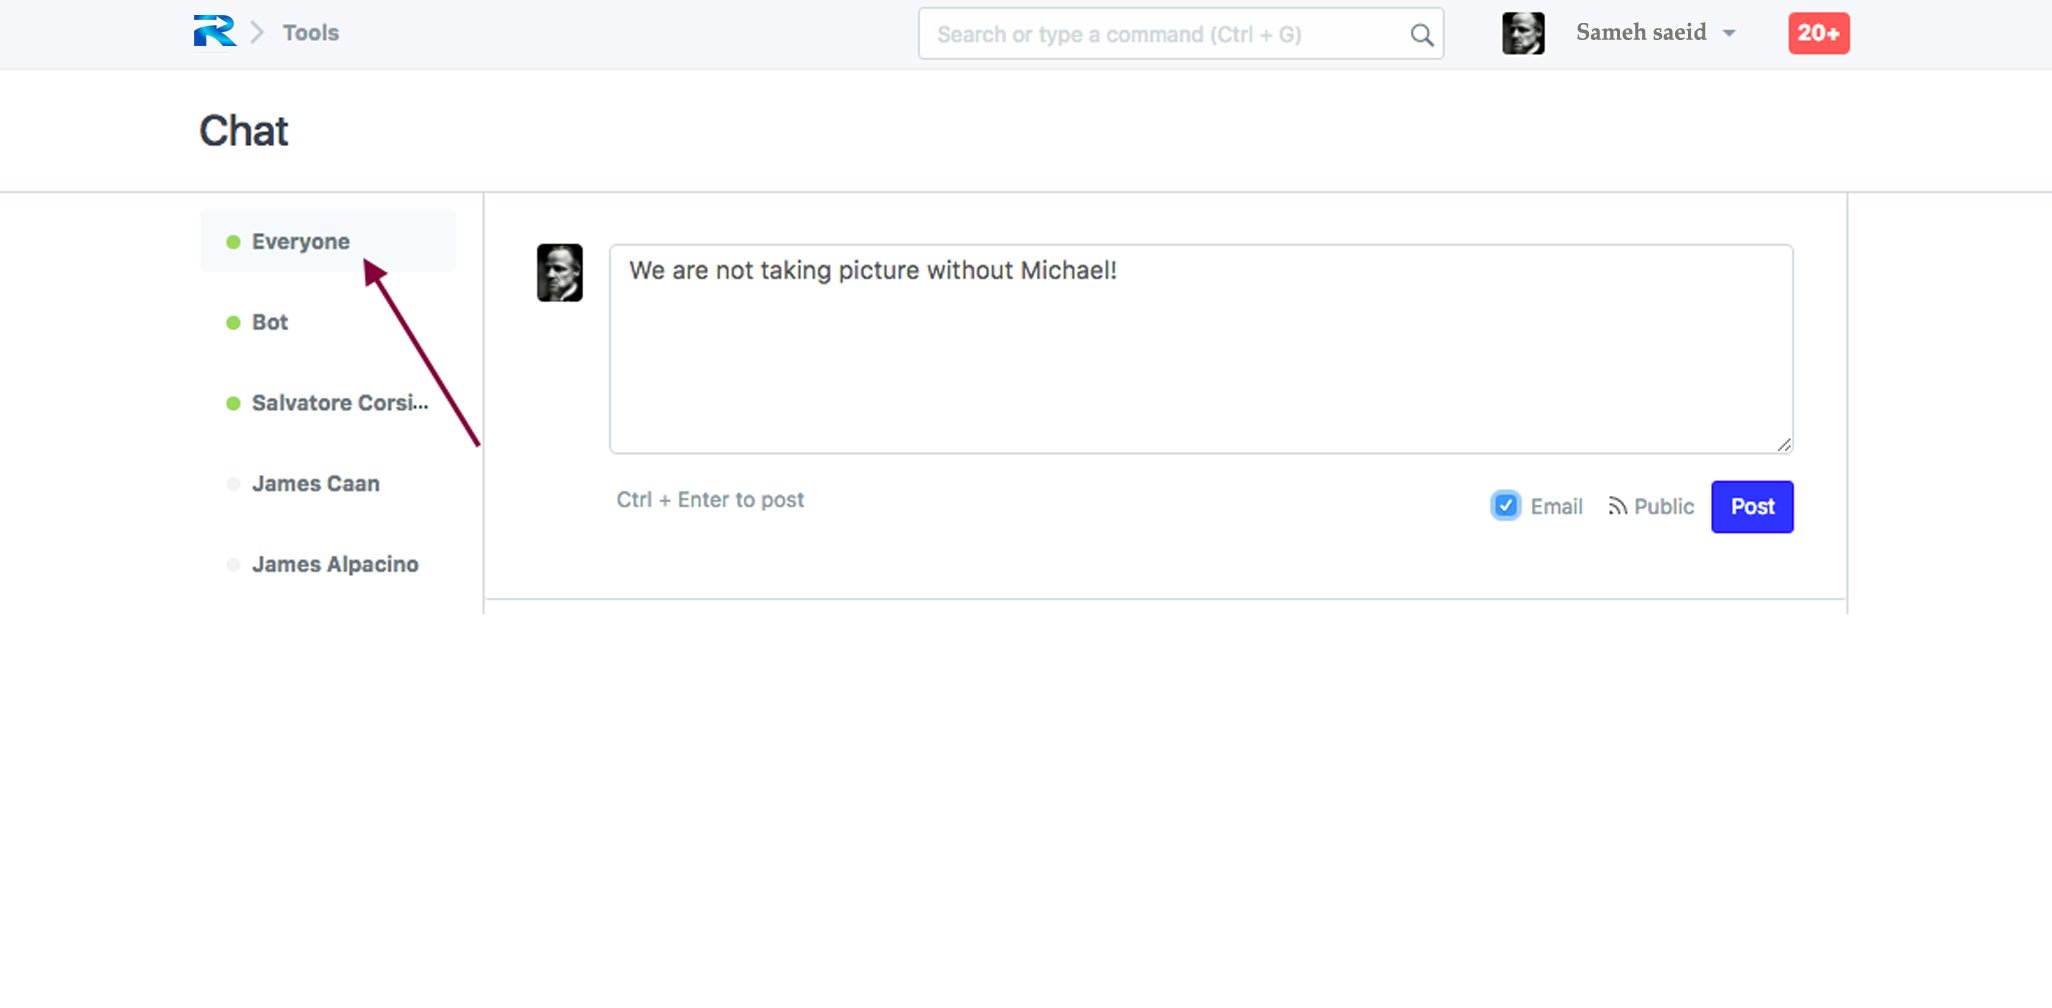 Tools
Search or type a command (Ctrl + G)
Sameh saeid
20+
Chat
Everyone
Bot
Salvatore Corsi...
James Caan
James Alpacino
We are not taking picture without Michael!
Ctrl + Enter to post
Email
Public
Post